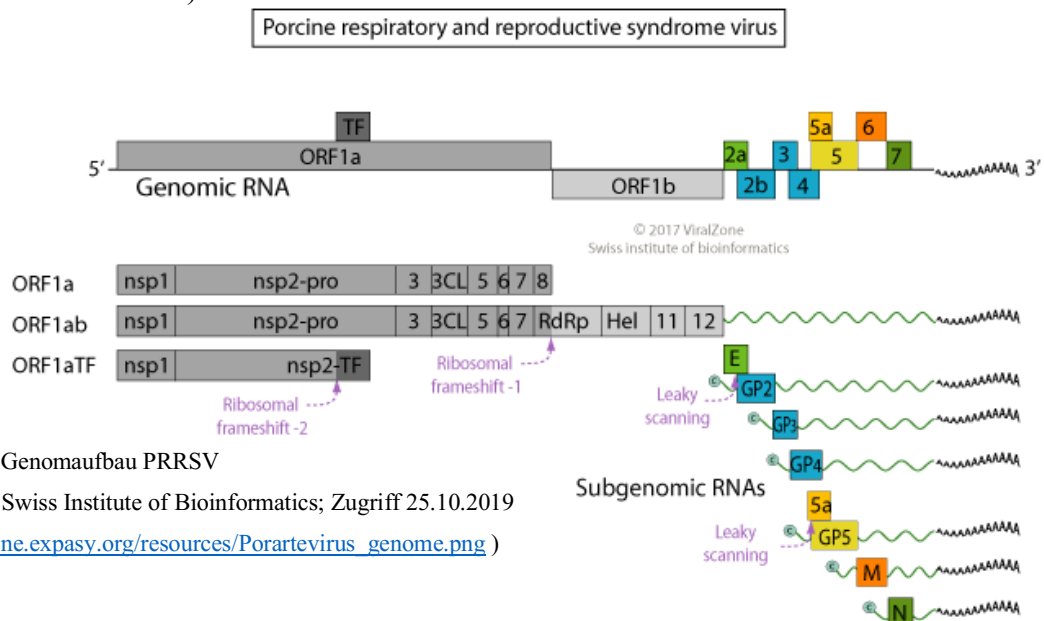 Porcine respiratory and reproductive syndrome virus
TF
5a 6
5′ ORF1a 2a 3 5 7 3′
Genomic RNA ORF1b 2b 4
© 2017 ViralZone
Swiss institute of bioinformatics
ORF1a nsp1 nsp2-pro 3 3CL 5 6 7 8
ORF1ab nsp1 nsp2-pro 3 3CL 5 6 7 RdRp Hel 11 12
ORF1aTF nsp1 nsp2-TF
Ribosomal
frameshift -1
Ribosomal
frameshift -2
E
c GP2
Leaky
scanning
c GP3
c GP4
Genomaufbau PRRSV
Swiss Institute of Bioinformatics; Zugriff 25.10.2019
ne.expasy.org/resources/Porartevirus_genome.png )
Subgenomic RNAs
5a
c GP5
Leaky
scanning
c M
c N